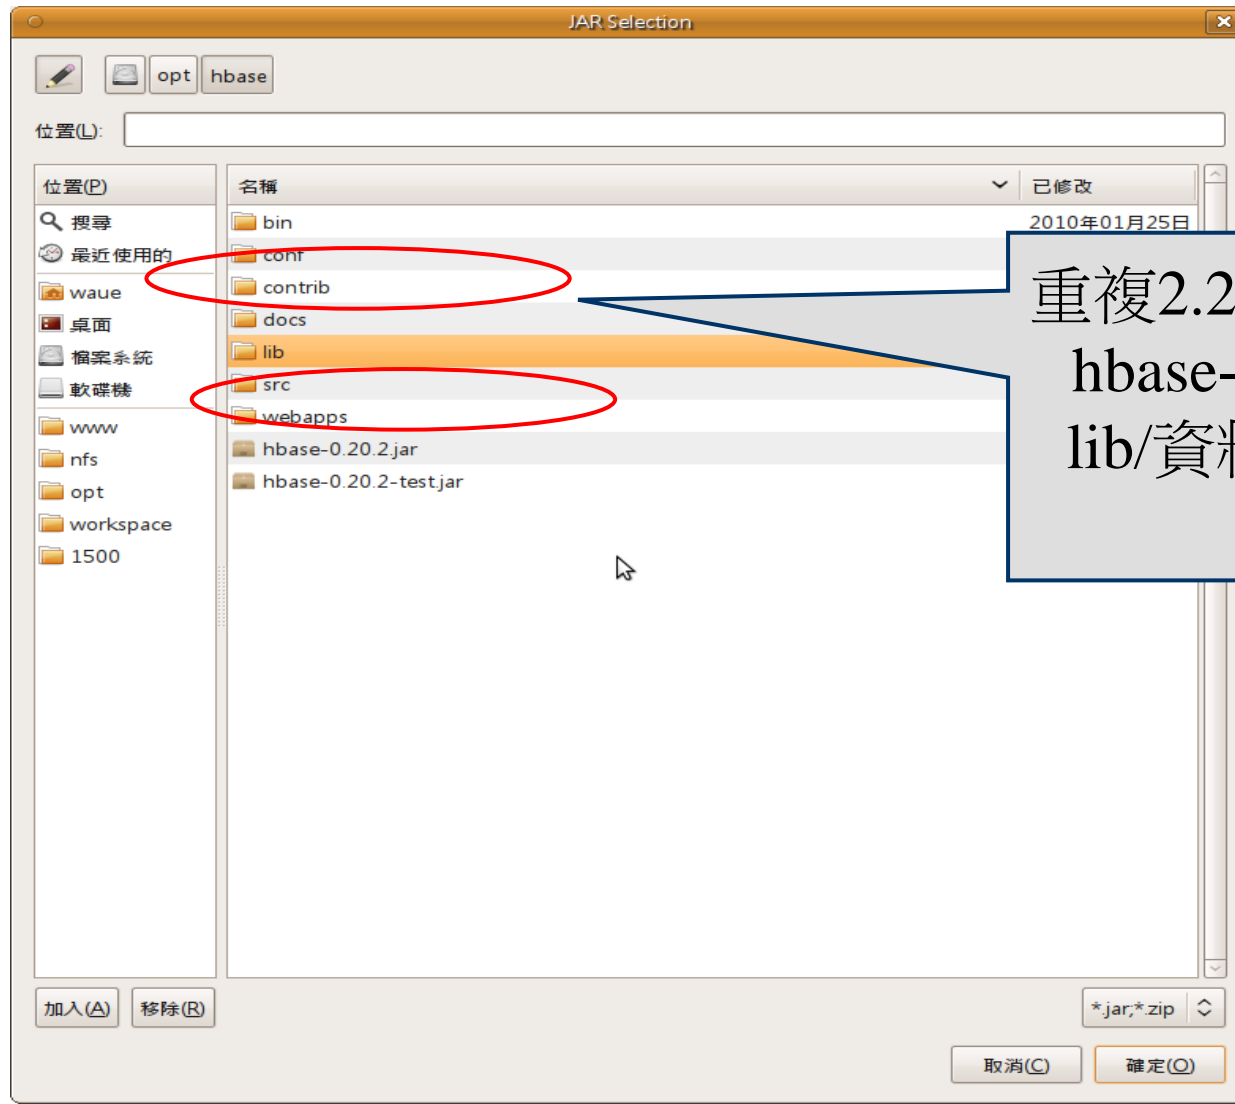 JAR Selection
opt hbase
位置(L):
位置(P)
搜尋
最近使用的
waue
桌面
檔案系統
軟碟機
www
nfs
opt
workspace
1500
名稱 已修改
bin 2010年01月25日
conf
contrib
docs
lib
src
webapps
hbase-0.20.2.jar
hbase-0.20.2-test.jar
重複2.2
hbase-
lib/資料
加入(A) 移除(R)
*.jar;*.zip
取消(C) 確定(O)